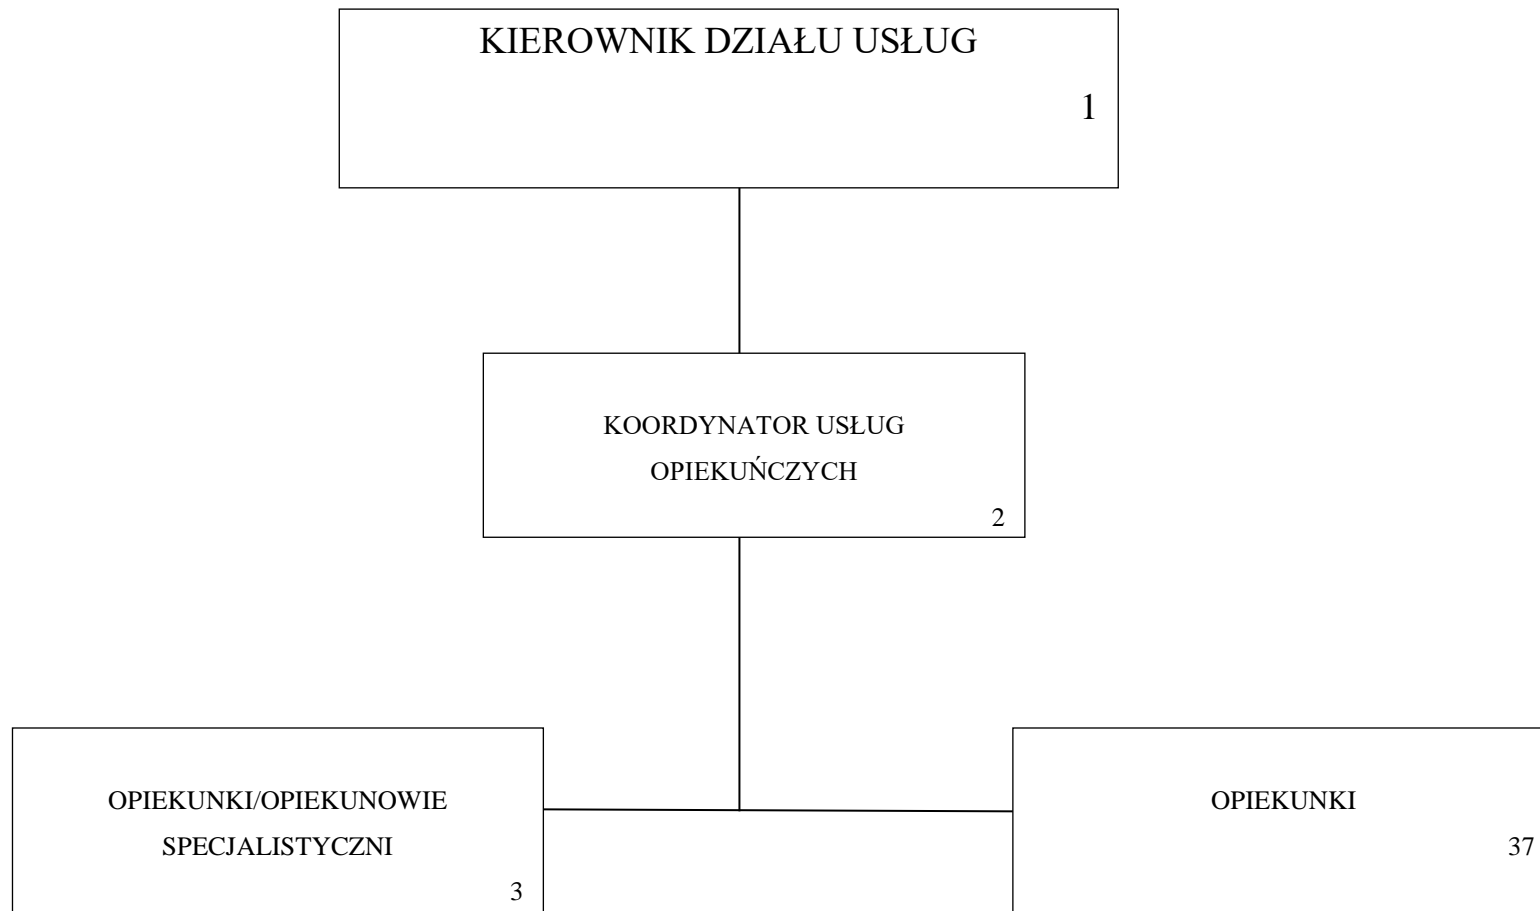 KIEROWNIK DZIAŁU USŁUG
1
KOORDYNATOR USŁUG
OPIEKUŃCZYCH
2
OPIEKUNKI/OPIEKUNOWIE
SPECJALISTYCZNI
3
OPIEKUNKI
37